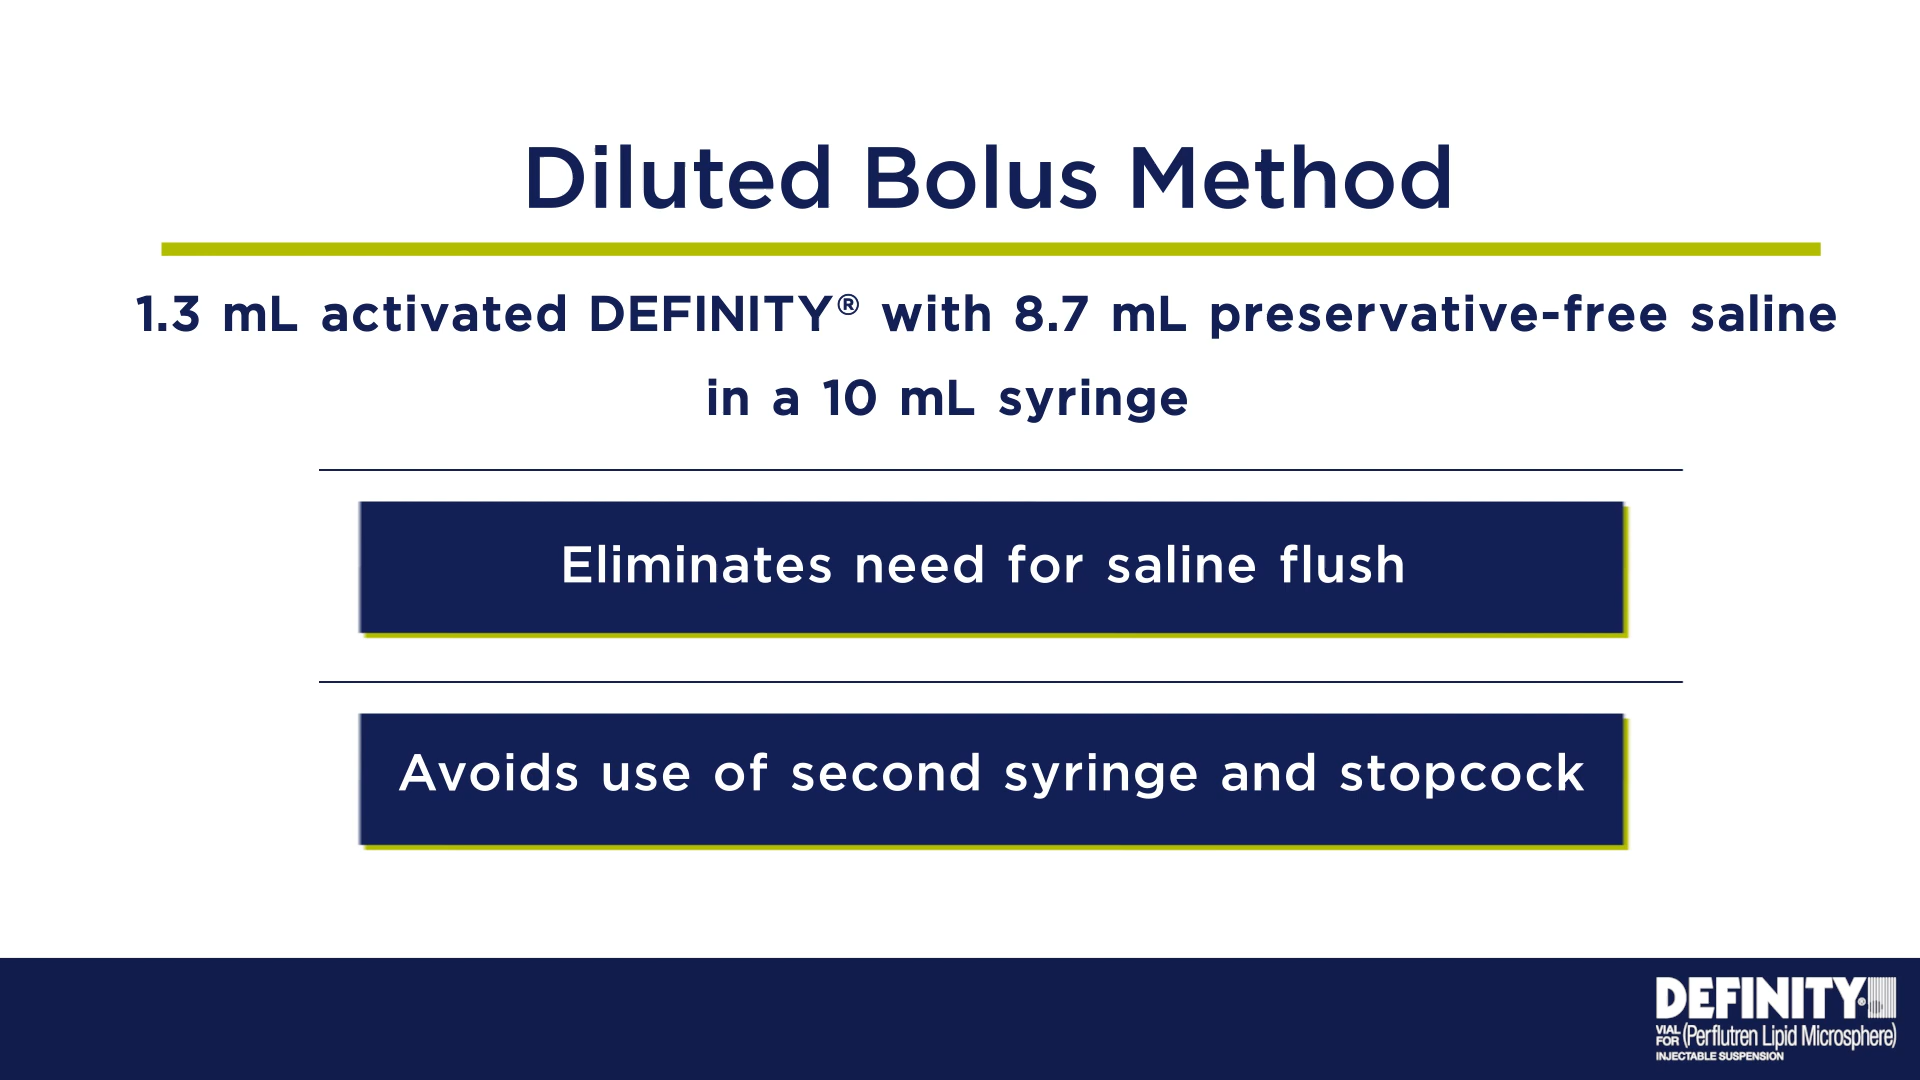 Diluted Bolus Method
1.3 mL activated DEFINITY® with 8.7 mL preservative-free saline
in a 10 mL syringe
Eliminates need for saline flush
Avoids use of second syringe and stopcock
DEFINITY®
VIAL FOR (Perflutren Lipid Microsphere)
INJECTABLE SUSPENSION